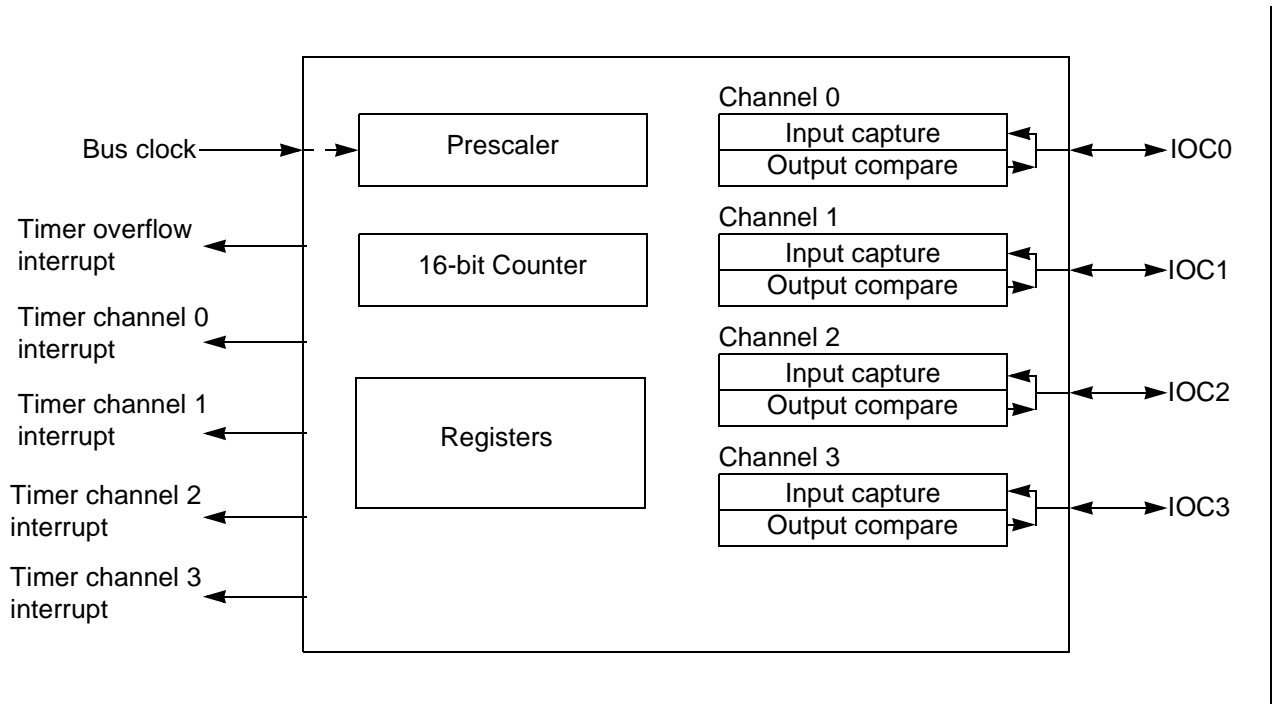 Bus clock
Timer overflow
interrupt
Timer channel 0
interrupt
Timer channel 1
interrupt
Timer channel 2
interrupt
Timer channel 3
interrupt
Prescaler
16-bit Counter
Registers
Channel 0
Input capture
Output compare
IOC0
Channel 1
Input capture
Output compare
IOC1
Channel 2
Input capture
Output compare
IOC2
Channel 3
Input capture
Output compare
IOC3